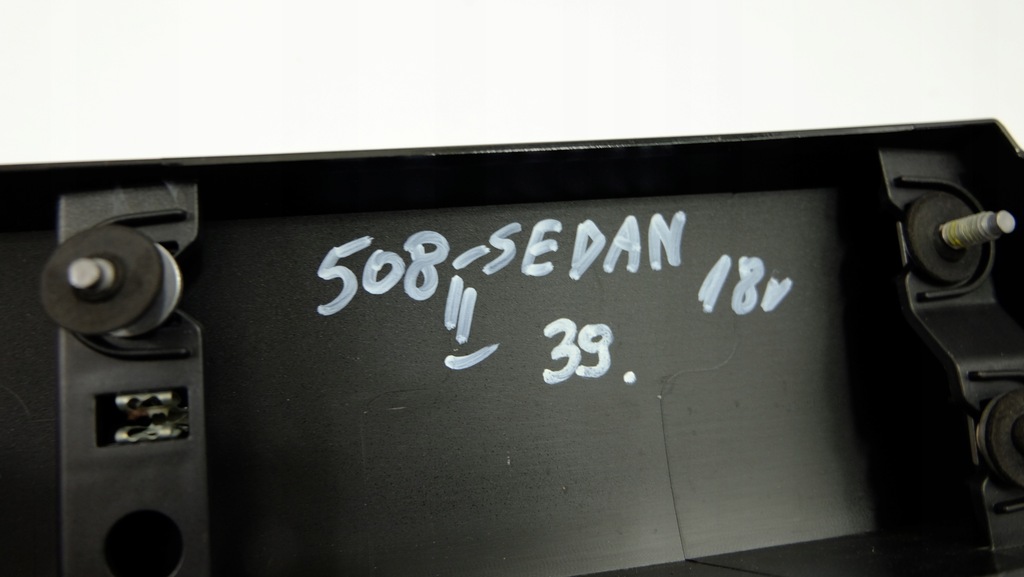 508-SEDAN 18v
II
39.